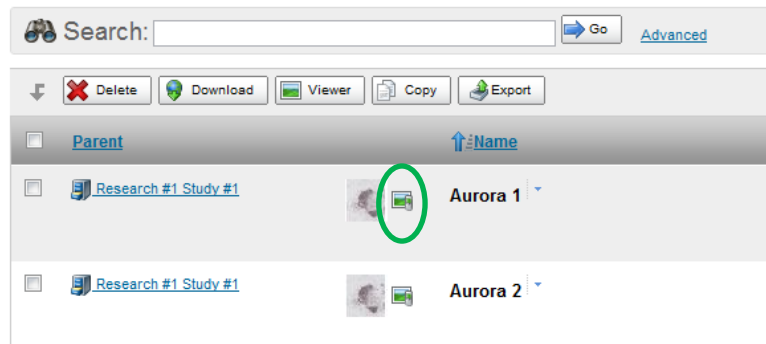 Search: Go Advanced
Delete Download Viewer Copy Export
Parent Name
Research #1 Study #1 Aurora 1
Research #1 Study #1 Aurora 2